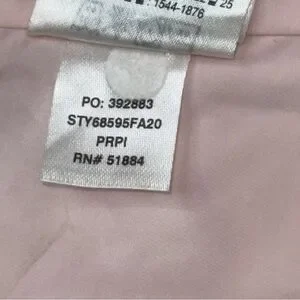 25
: 1544-1876
PO: 392883
STY68595FA20
PRPI
RN# 51884